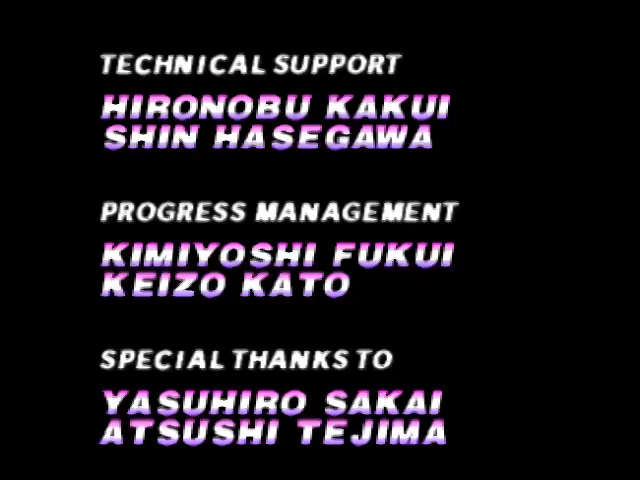 TECHNICAL SUPPORT
HIRONOBU KAKUI
SHIN HASEGAWA
PROGRESS MANAGEMENT
KIMIYOSHI FUKUI
KEIZO KATO
SPECIAL THANKS TO
YASUHIRO SAKAI
ATSUSHI TEJIMA